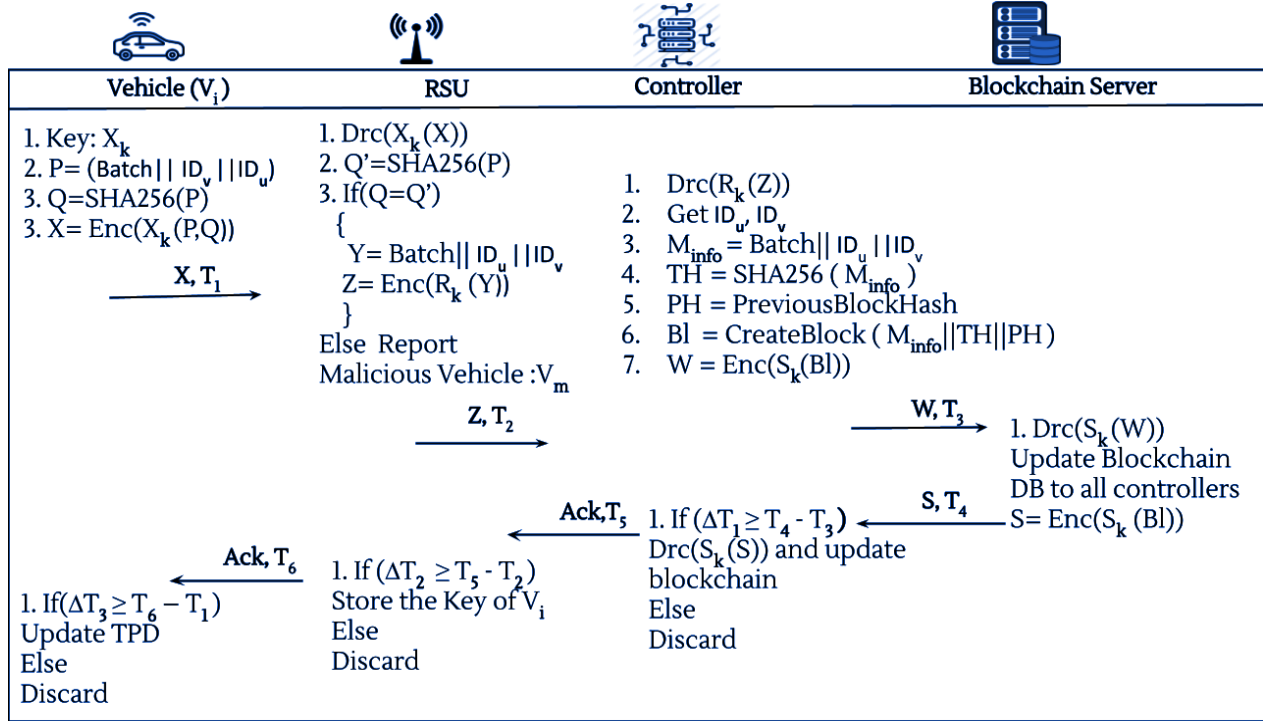 Vehicle (Vi)
RSU
Controller
Blockchain Server
1. Key: Xk
2. P= (Batch|| IDv ||IDu)
3. Q=SHA256(P)
3. X= Enc(Xk(P,Q))
X, T1
1. Drc(Xk(X))
2. Q'=SHA256(P)
3. If(Q=Q')
{
Y= Batch|| IDu ||IDv
Z= Enc(Rk (Y))
}
Else Report
Malicious Vehicle :Vm
Z, T2
1. Drc(Rk(Z))
2. Get IDu, IDv
3. Minfo = Batch|| IDu ||IDv
4. TH = SHA256 ( Minfo )
5. PH = PreviousBlockHash
6. Bl = CreateBlock ( Minfo||TH||PH )
7. W = Enc(Sk(Bl))
W, T3
1. Drc(Sk(W))
Update Blockchain
DB to all controllers
S= Enc(Sk (Bl))
S, T4
1. If (ΔT1 ≥ T4 - T3)
Drc(Sk(S)) and update
blockchain
Else
Discard
Ack,T5
1. If (ΔT2 ≥ T5 - T2)
Store the Key of Vi
Else
Discard
Ack, T6
1. If(ΔT3 ≥ T6 – T1)
Update TPD
Else
Discard